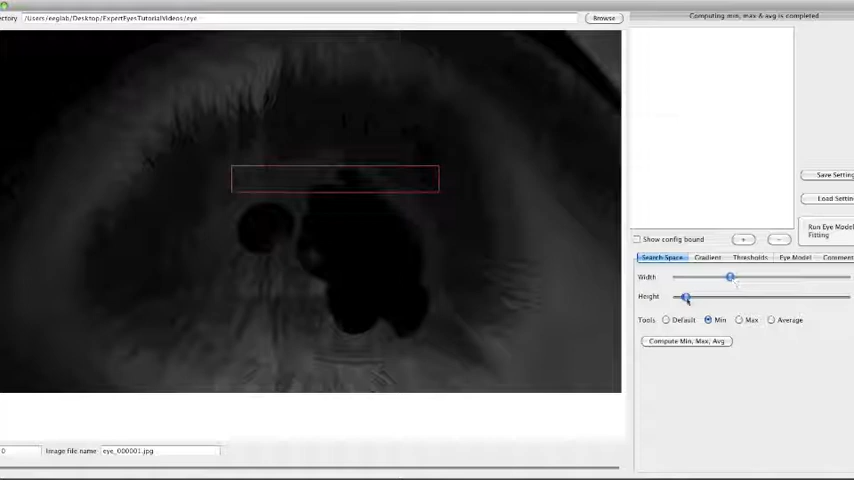 ectory /Users/eeglab/Desktop/ExpertEyesTutorialVideos/eye Browse Computing min, max & avg is completed
Save Setting
Load Settin
Run Eye Model
Fitting
Show config bound + -
Search Space Gradient Thresholds Eye Model Comment
Width
Height
Tools Default Min Max Average
Compute Min, Max, Avg
0 Image file name eye_000001.jpg